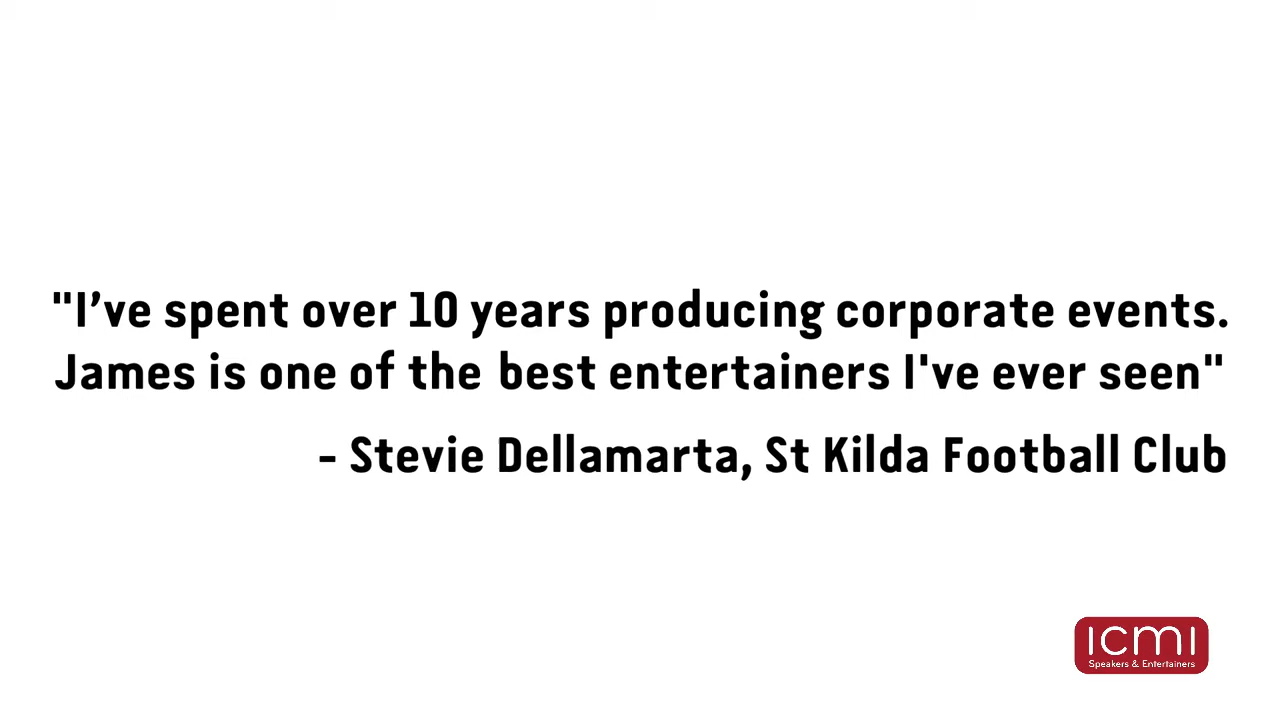 "I’ve spent over 10 years producing corporate events.
James is one of the best entertainers I've ever seen"
- Stevie Dellamarta, St Kilda Football Club
ICMI
Speakers & Entertainers